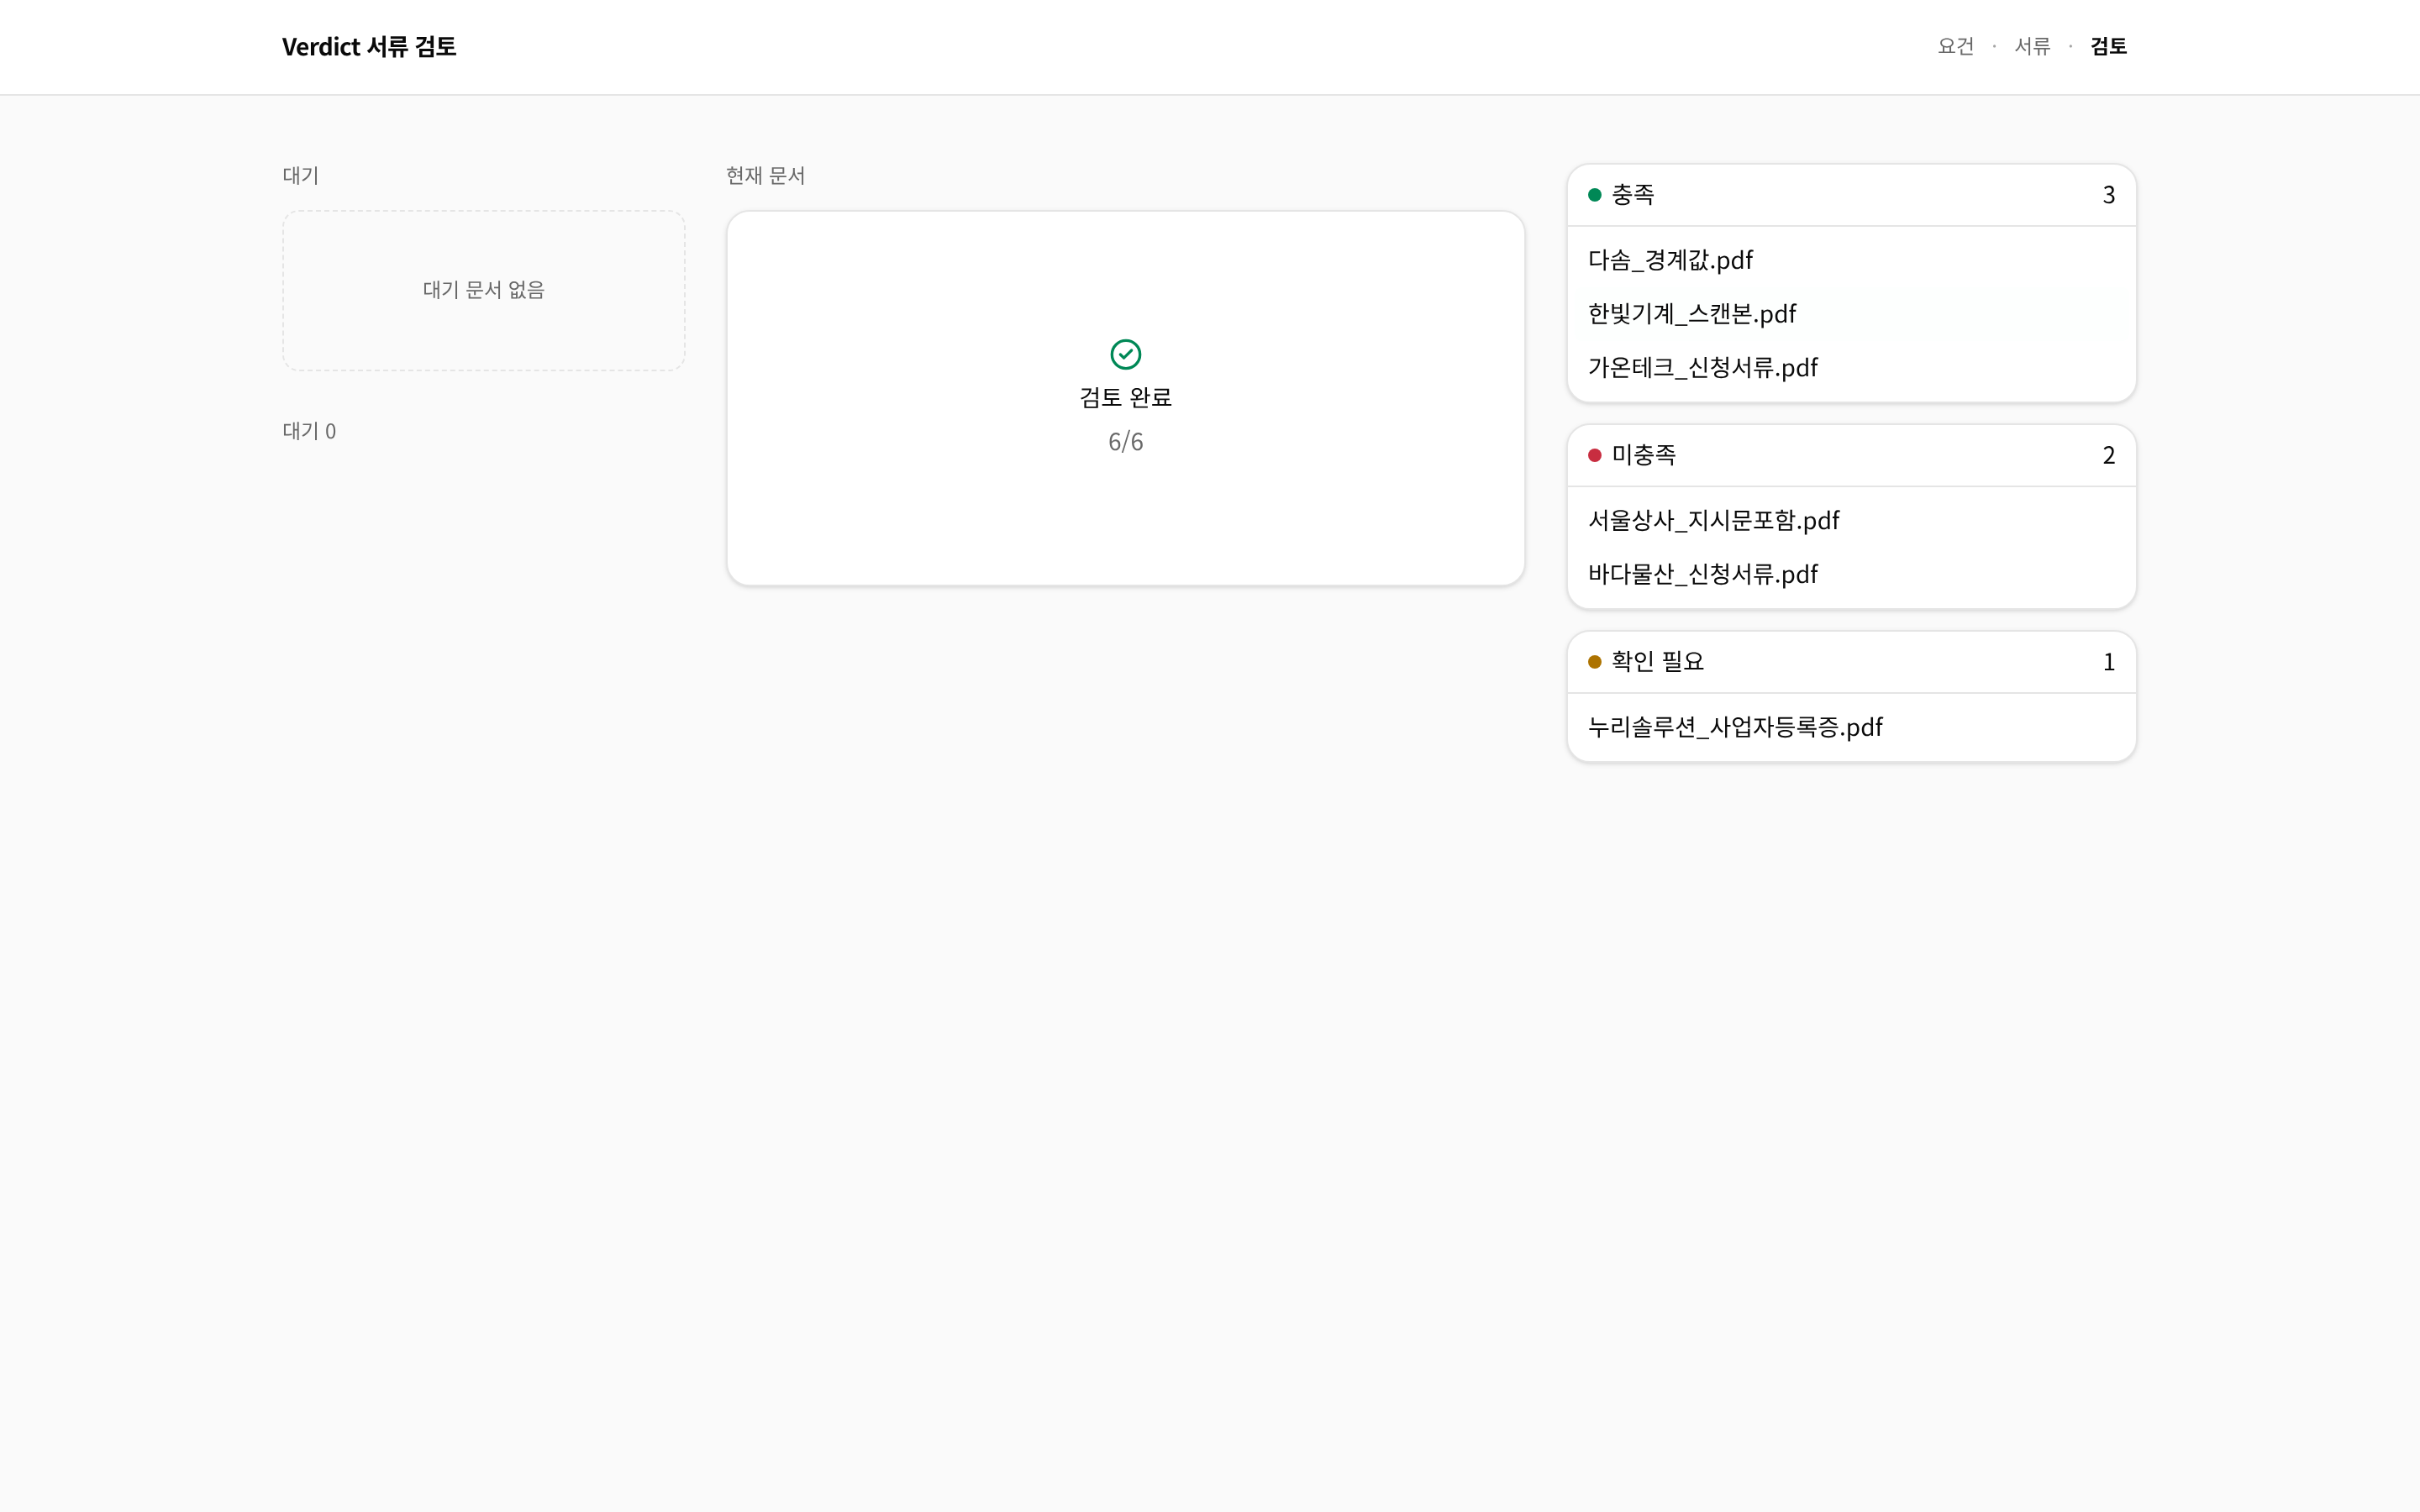 Verdict 서류 검토
요건 · 서류 · 검토
대기
대기 문서 없음
대기 0
현재 문서
검토 완료
6/6
충족 3
다솜_경계값.pdf
한빛기계_스캔본.pdf
가온테크_신청서류.pdf
미충족 2
서울상사_지시문포함.pdf
바다물산_신청서류.pdf
확인 필요 1
누리솔루션_사업자등록증.pdf